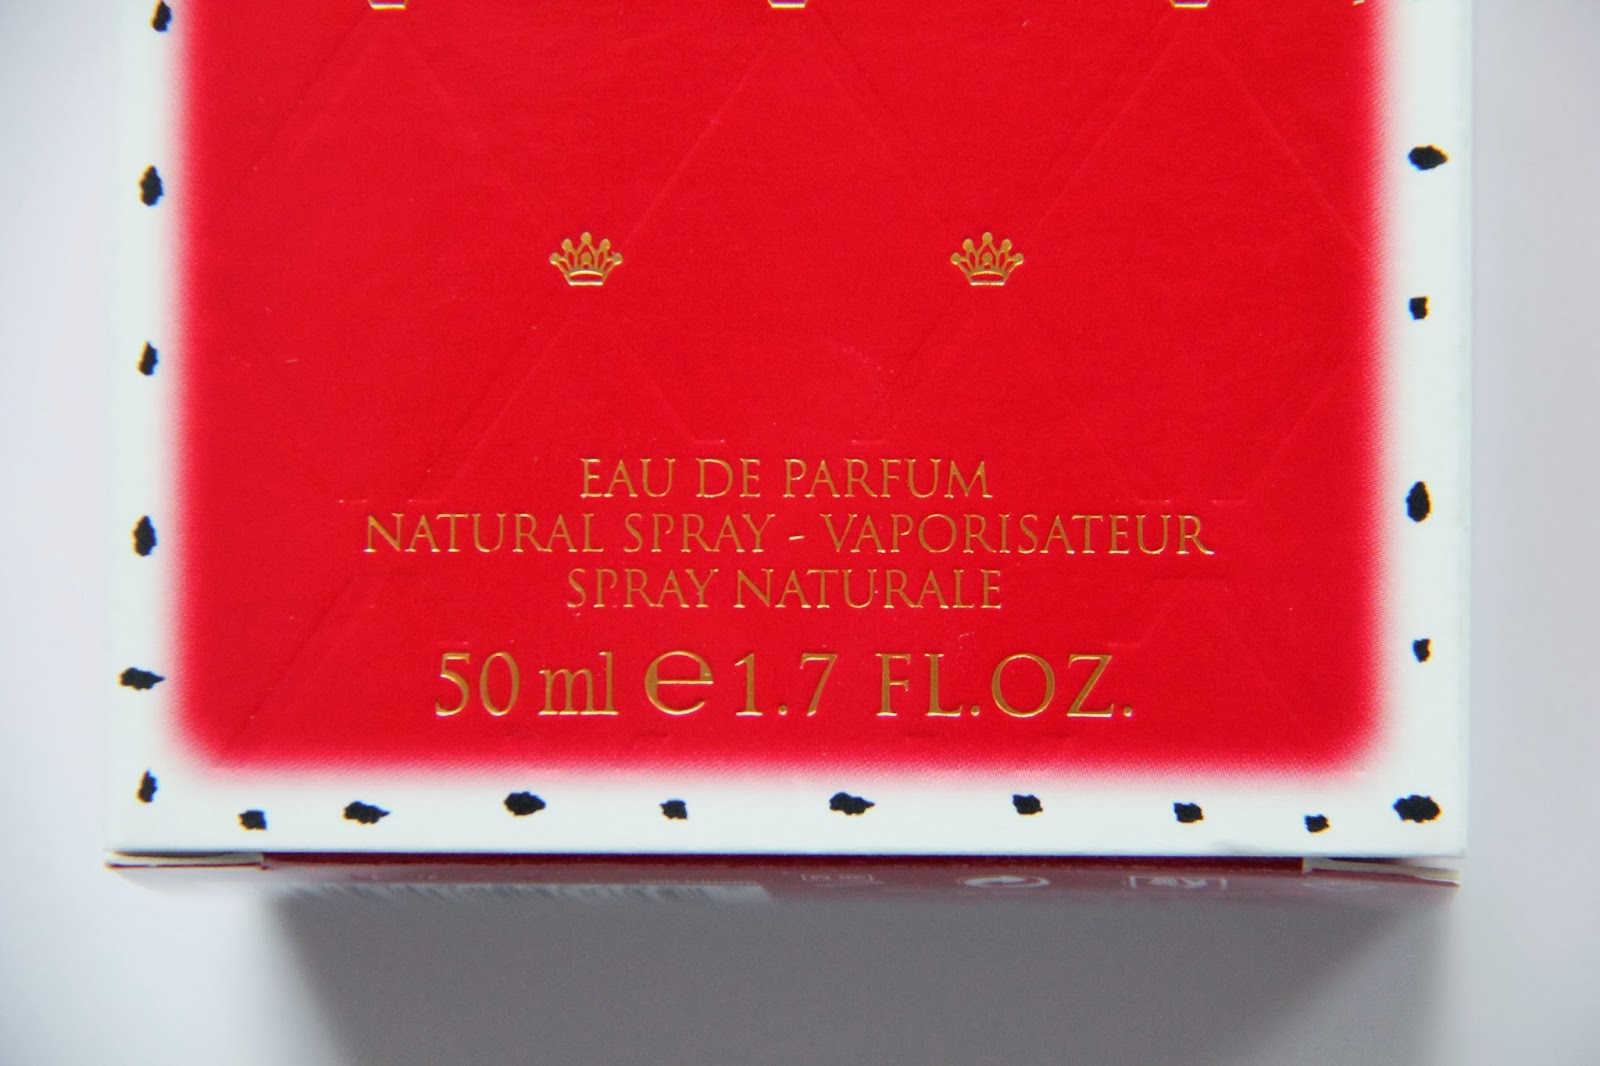 EAU DE PARFUM
NATURAL SPRAY - VAPORISATEUR
SPRAY NATURALE
50 ml ℮ 1.7 FL.OZ.